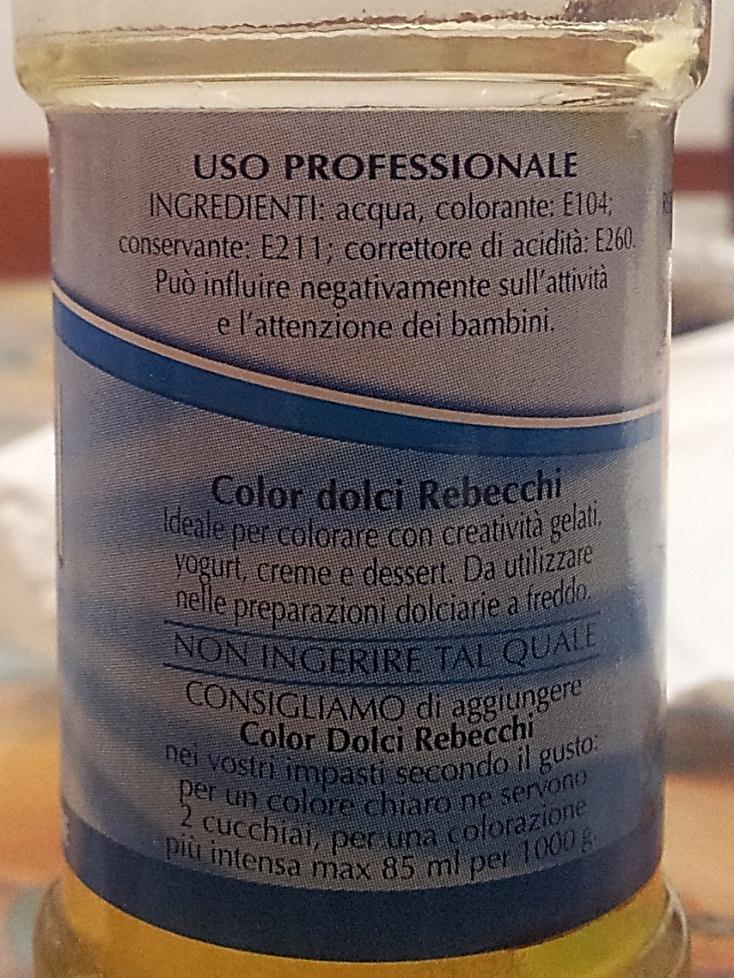 USO PROFESSIONALE
INGREDIENTI: acqua, colorante: E104;
conservante: E211; correttore di acidità: E260.
Può influire negativamente sull'attività
e l'attenzione dei bambini.
Color dolci Rebecchi
Ideale per colorare con creatività gelati,
yogurt, creme e dessert. Da utilizzare
nelle preparazioni dolciarie a freddo.
NON INGERIRE TAL QUALE
CONSIGLIAMO di aggiungere
Color Dolci Rebecchi
nei vostri impasti secondo il gusto:
per un colore chiaro ne servono
2 cucchiai, per una colorazione
più intensa max 85 ml per 1000 g.